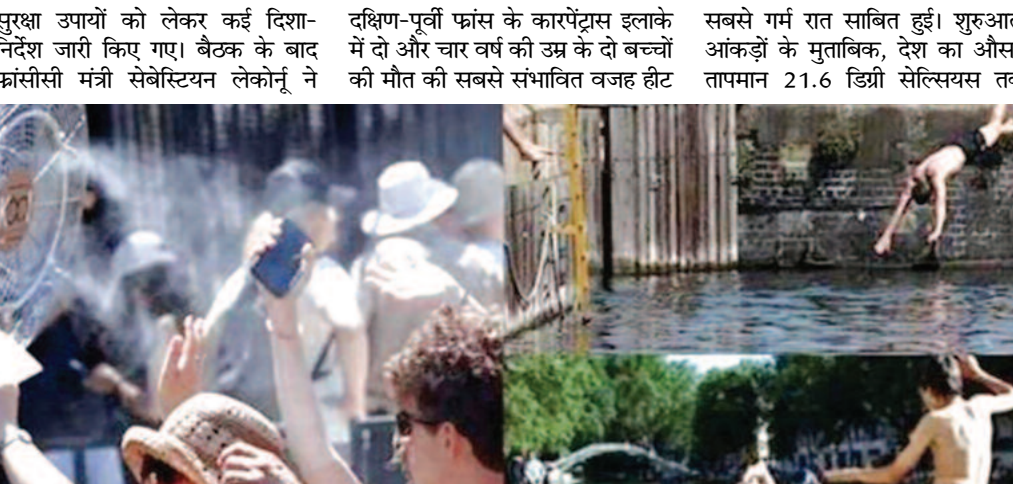 सुरक्षा उपायों को लेकर कई दिशा-
निर्देश जारी किए गए। बैठक के बाद
फ्रांसीसी मंत्री सेबेस्टियन लेकोर्नू ने
दक्षिण-पूर्वी फ्रांस के कारपेंट्रास इलाके
में दो और चार वर्ष की उम्र के दो बच्चों
की मौत की सबसे संभावित वजह हीट
सबसे गर्म रात साबित हुई।
आंकड़ों के मुताबिक, देश का
तापमान 21.6 डिग्री सेल्सियस